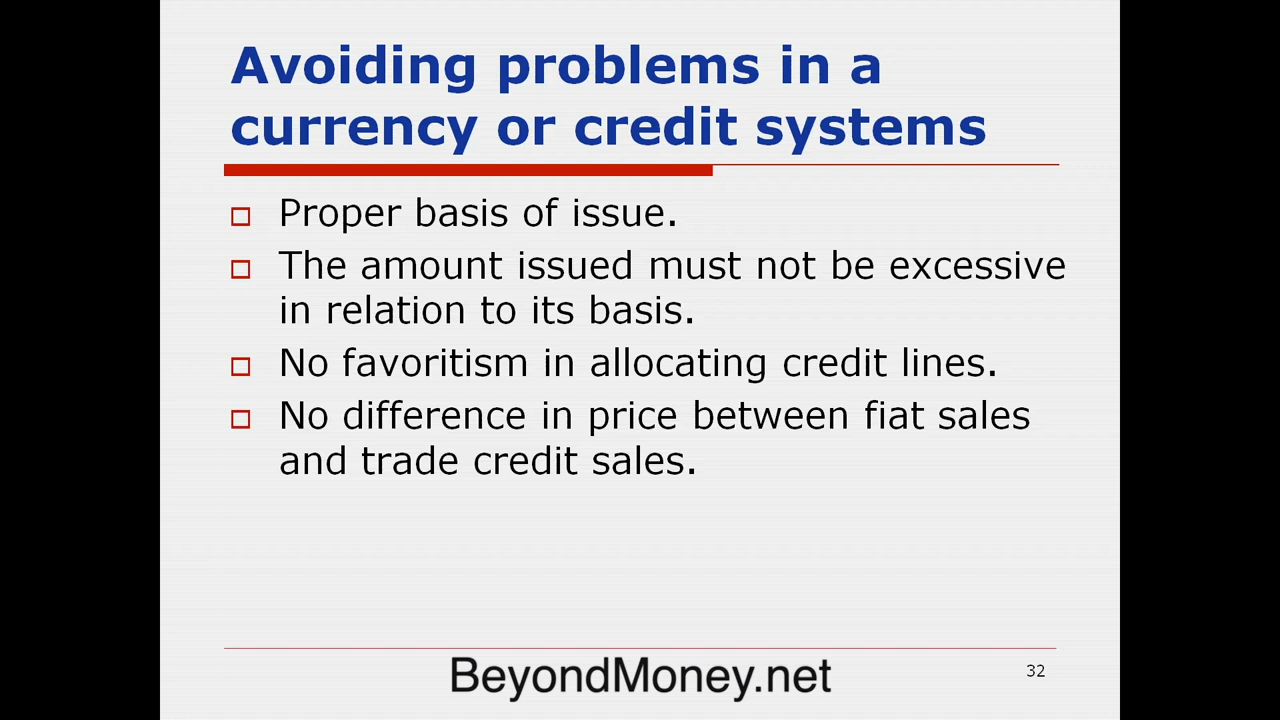 Avoiding problems in a
currency or credit systems
Proper basis of issue.
The amount issued must not be excessive
in relation to its basis.
No favoritism in allocating credit lines.
No difference in price between fiat sales
and trade credit sales.
BeyondMoney.net
32